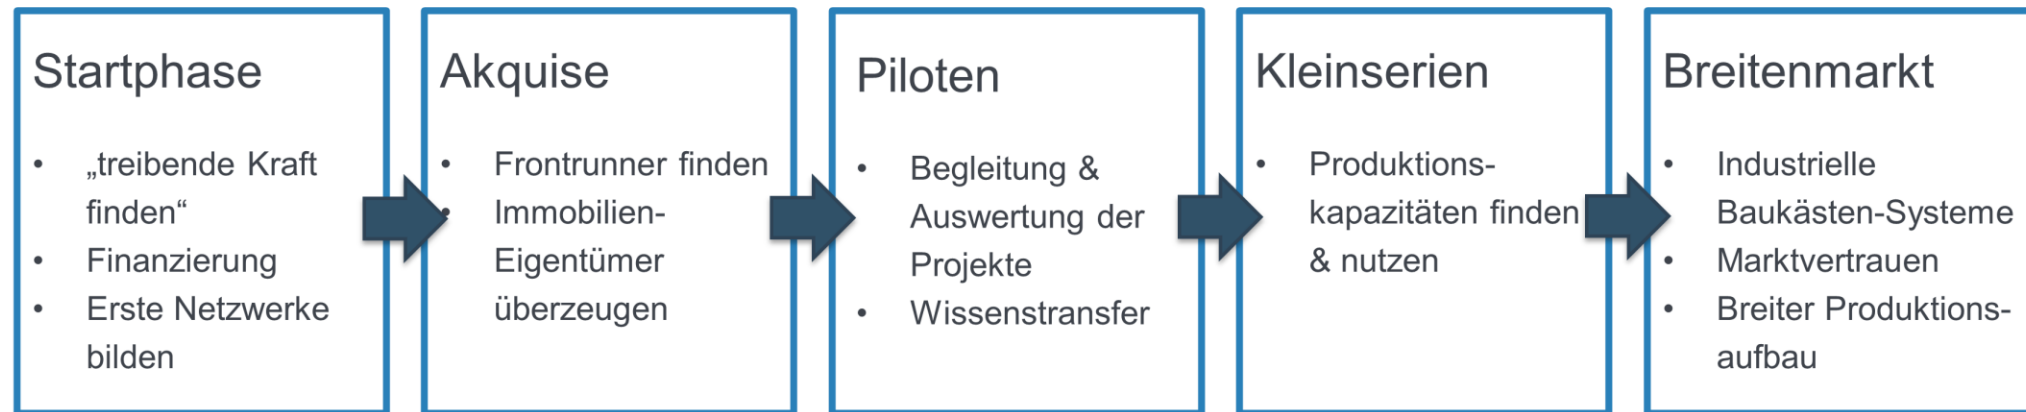 Startphase
• „treibende Kraft
finden“
• Finanzierung
• Erste Netzwerke
bilden
Akquise
• Frontrunner finden
• Immobilien-
Eigentümer
überzeugen
Piloten
• Begleitung &
Auswertung der
Projekte
• Wissenstransfer
Kleinserien
• Produktions-
kapazitäten finden
& nutzen
Breitenmarkt
• Industrielle
Baukästen-Systeme
• Marktvertrauen
• Breiter Produktions-
aufbau